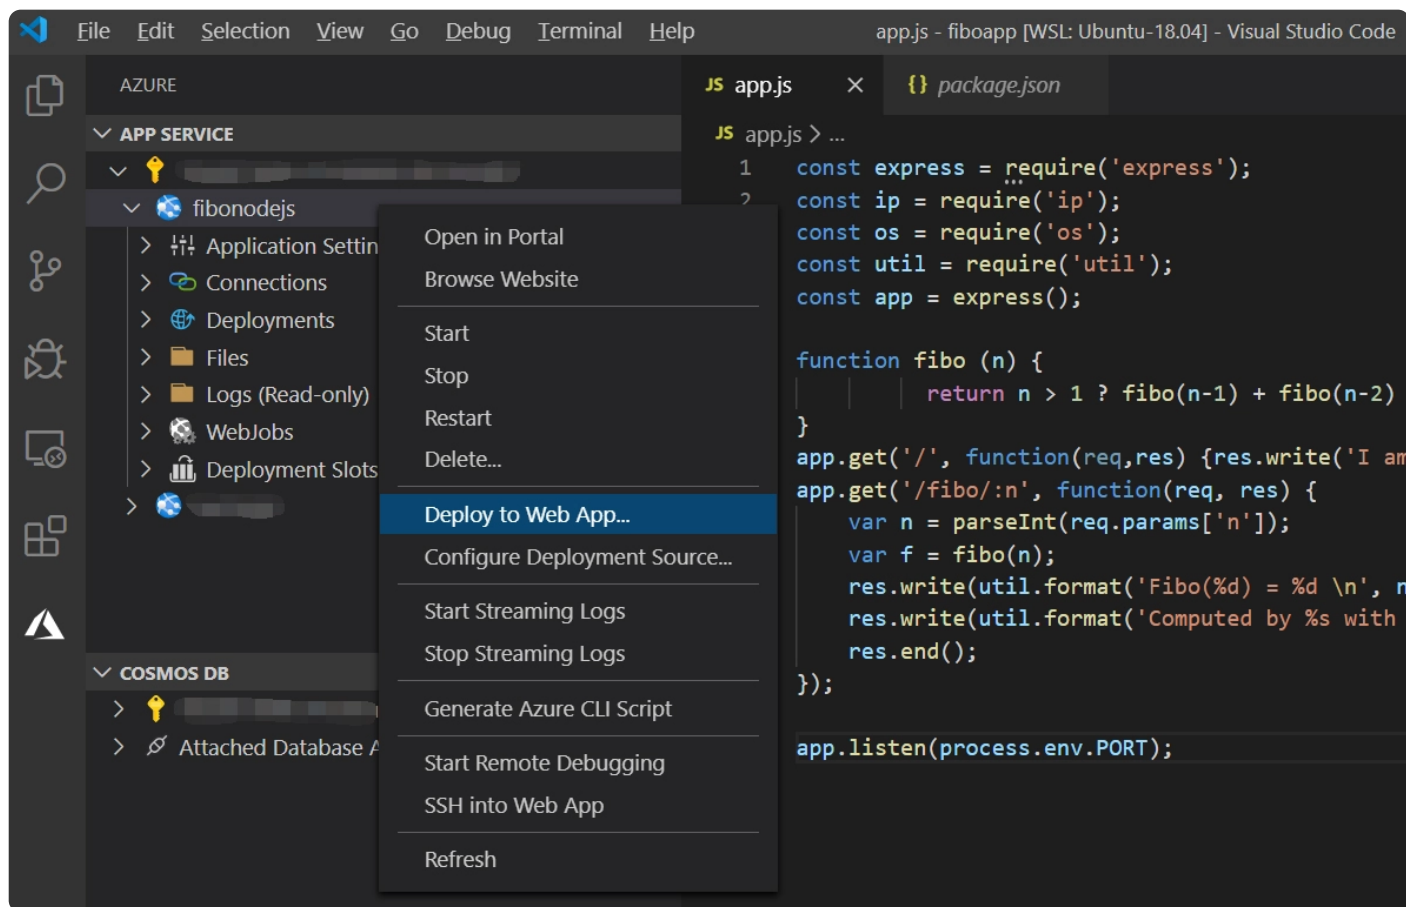 File Edit Selection View Go Debug Terminal Help app.js - fiboapp [WSL: Ubuntu-18.04] - Visual Studio Code
AZURE
APP SERVICE
fibonodejs
Application Settin
Connections
Deployments
Files
Logs (Read-only)
WebJobs
Deployment Slots
COSMOS DB
Attached Database A
Open in Portal
Browse Website
Start
Stop
Restart
Delete...
Deploy to Web App...
Configure Deployment Source...
Start Streaming Logs
Stop Streaming Logs
Generate Azure CLI Script
Start Remote Debugging
SSH into Web App
Refresh
JS app.js {} package.json
JS app.js > ...
1 const express = require('express');
2 const ip = require('ip');
const os = require('os');
const util = require('util');
const app = express();
function fibo (n) {
return n > 1 ? fibo(n-1) + fibo(n-2)
}
app.get('/', function(req,res) {res.write('I am
app.get('/fibo/:n', function(req, res) {
var n = parseInt(req.params['n']);
var f = fibo(n);
res.write(util.format('Fibo(%d) = %d \n', n
res.write(util.format('Computed by %s with
res.end();
});
app.listen(process.env.PORT);